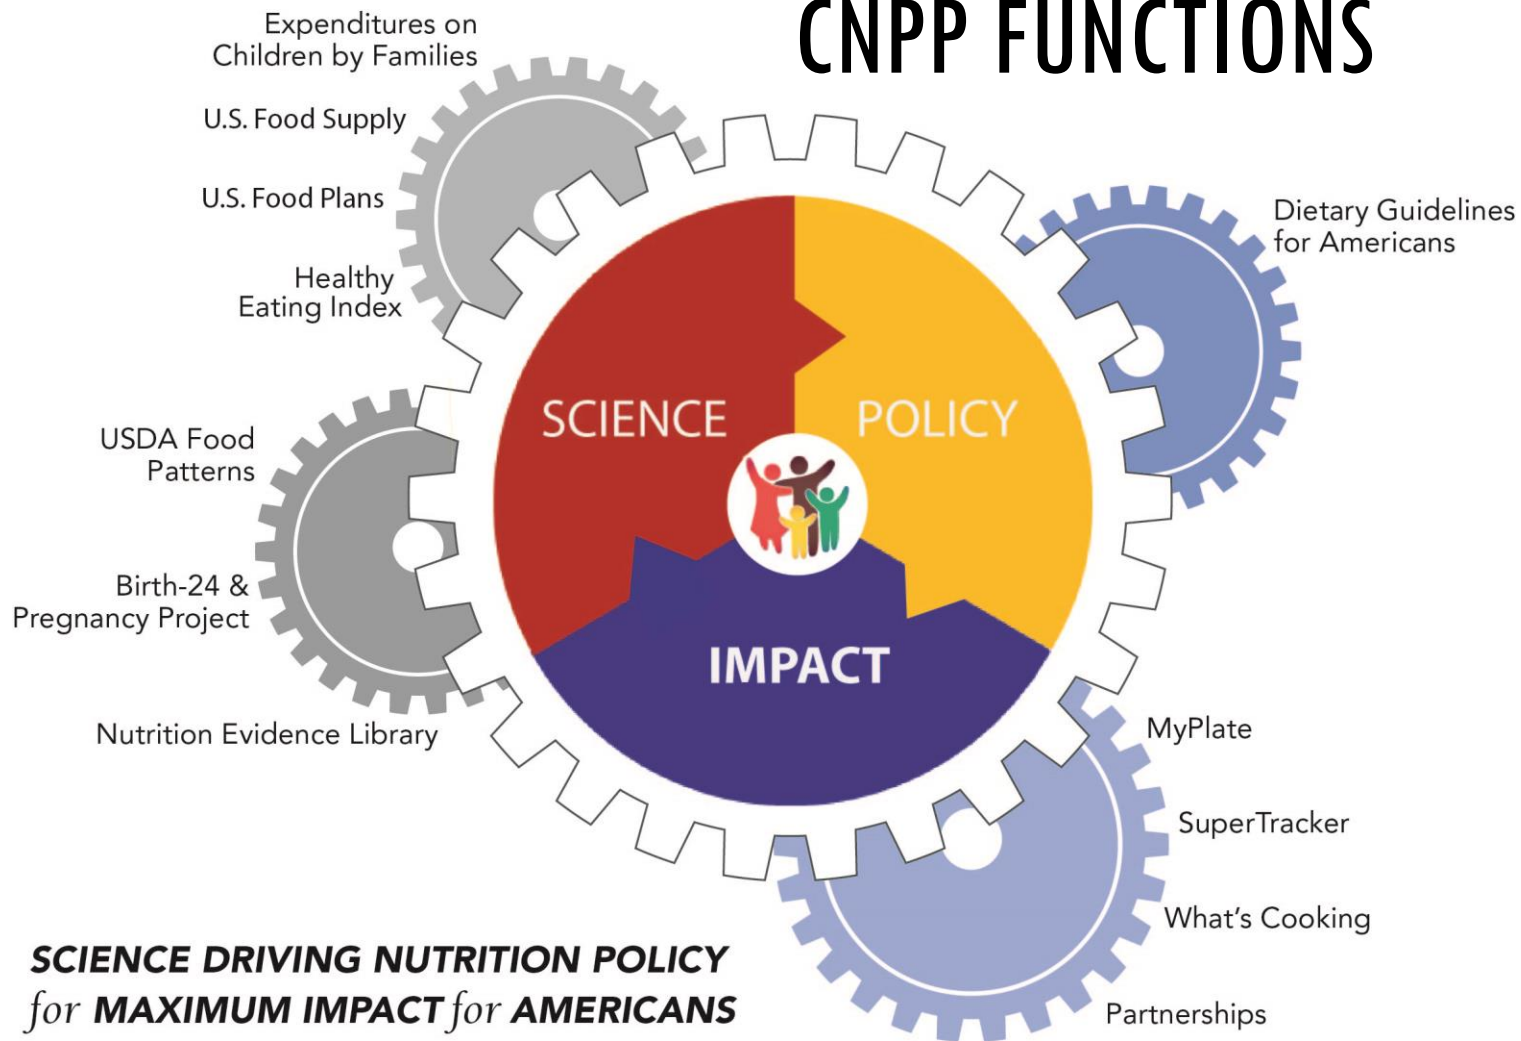 CNPP FUNCTIONS
Expenditures on
Children by Families
U.S. Food Supply
U.S. Food Plans
Healthy
Eating Index
USDA Food
Patterns
Birth-24 &
Pregnancy Project
Nutrition Evidence Library
SCIENCE
POLICY
IMPACT
Dietary Guidelines
for Americans
MyPlate
SuperTracker
What's Cooking
Partnerships
SCIENCE DRIVING NUTRITION POLICY
for MAXIMUM IMPACT for AMERICANS